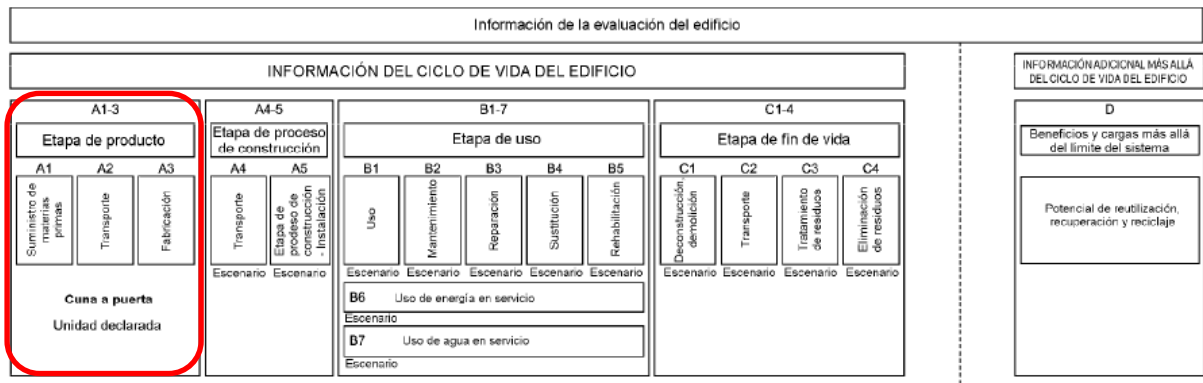 Información de la evaluación del edificio
INFORMACIÓN DEL CICLO DE VIDA DEL EDIFICIO
INFORMACIÓN ADICIONAL MÁS ALLÁ
DEL CICLO DE VIDA DEL EDIFICIO
A1-3
A4-5
B1-7
C1-4
D
Etapa de producto
Etapa de proceso
de construcción
Etapa de uso
Etapa de fin de vida
Beneficios y cargas más allá
del límite del sistema
A1
A2
A3
A4
A5
B1
B2
B3
B4
B5
C1
C2
C3
C4
Suministro de
materias
primas
Transporte
Fabricación
Transporte
Etapa de
prodeso de
construcción
- Instalación
Uso
Mantenimiento
Reparación
Sustitución
Rehabilitación
Deconstrucción,
demolición
Transporte
Tratamiento
de residuos
Eliminación
de residuos
Potencial de reutilización,
recuperación y reciclaje
Escenario
Escenario
Escenario
Escenario
Escenario
Escenario
Escenario
Escenario
Escenario
Escenario
Escenario
Cuna a puerta
Unidad declarada
B6 Uso de energía en servicio
Escenario
B7 Uso de agua en servicio
Escenario